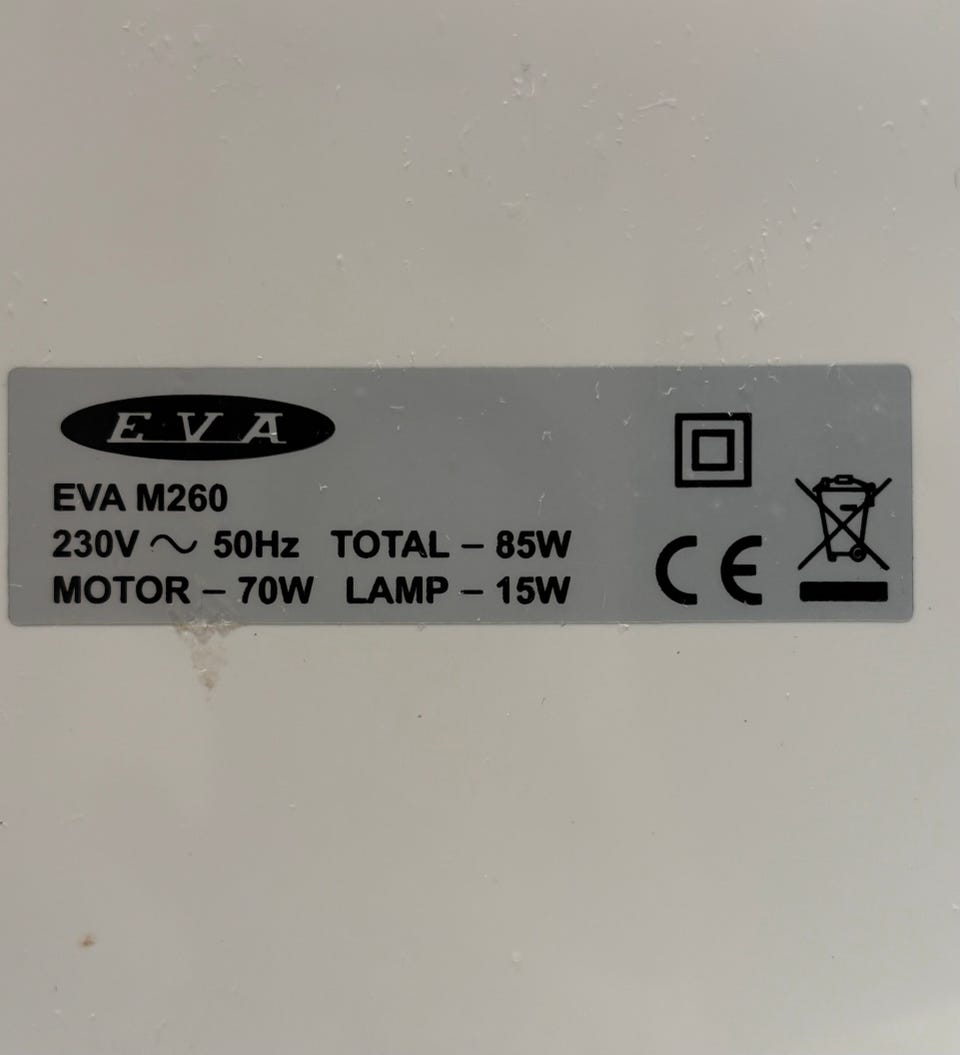 EVA
EVA M260
230V ~ 50Hz TOTAL – 85W
MOTOR – 70W LAMP – 15W
CE